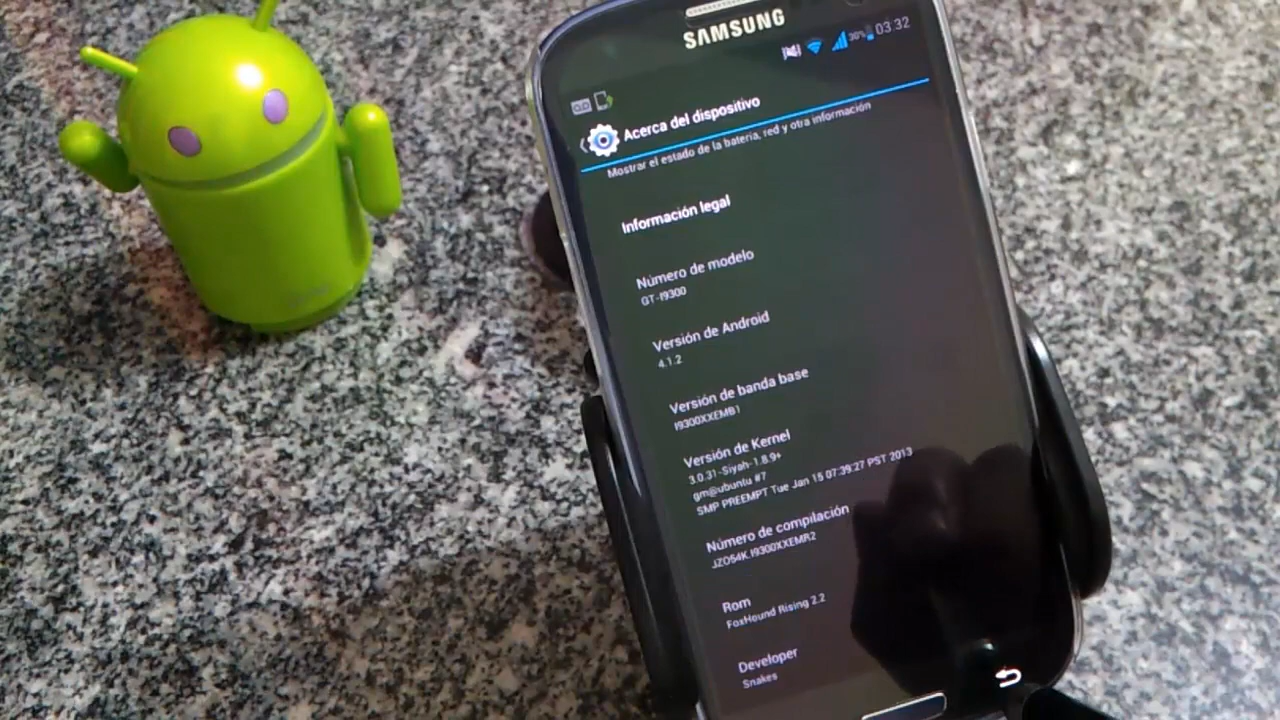 SAMSUNG
30% 03.32
Acerca del dispositivo
Mostrar el estado de la batería, red y otra información
Información legal
Número de modelo
GT-I9300
Versión de Android
4.1.2
Versión de banda base
I9300XXEMB1
Versión de Kernel
3.0.31-Siyah-1.8.9+
gm@ubuntu #7
SMP PREEMPT Tue Jan 15 07:39:27 PST 2013
Número de compilación
JZO54K.I9300XXEMR2
Rom
FoxHound Rising 2.2
Developer
Snakes